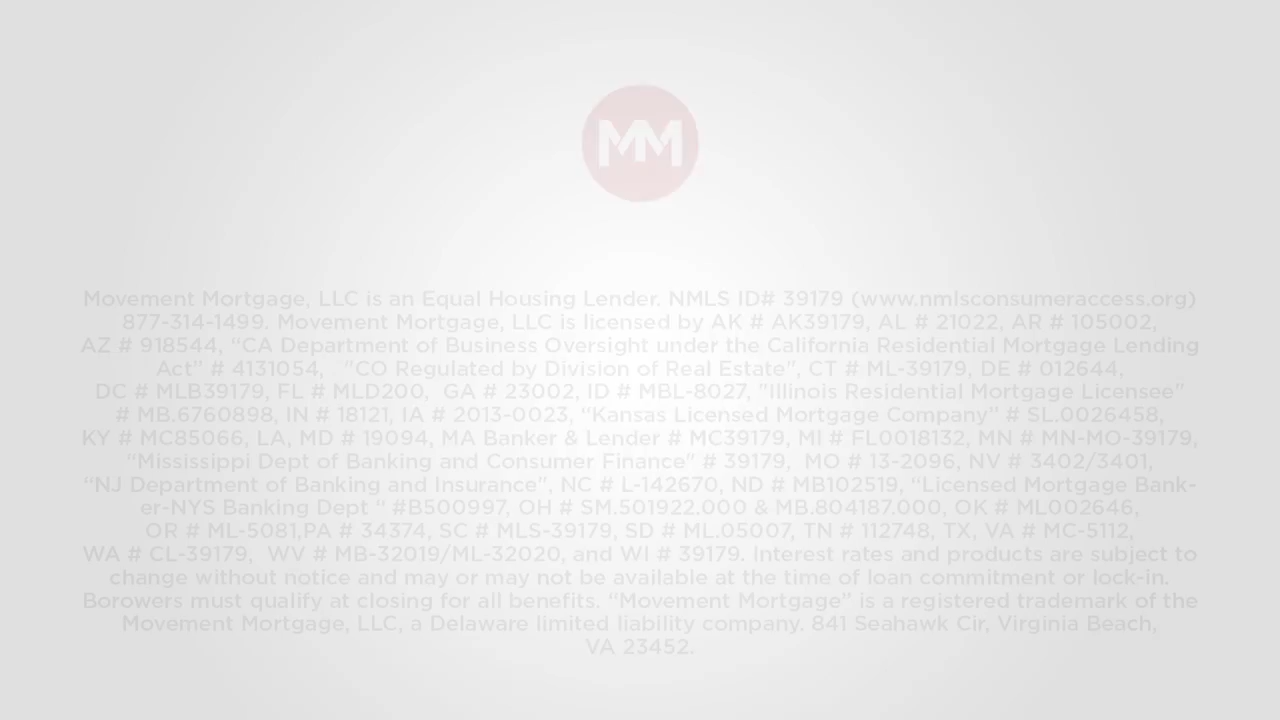 MM
Movement Mortgage, LLC is an Equal Housing Lender. NMLS ID# 39179 (www.nmlsconsumeraccess.org)
877-314-1499. Movement Mortgage, LLC is licensed by AK # AK39179, AL # 21022, AR # 105002,
AZ # 918544, “CA Department of Business Oversight under the California Residential Mortgage Lending
Act” # 4131054, "CO Regulated by Division of Real Estate", CT # ML-39179, DE # 012644,
DC # MLB39179, FL # MLD200, GA # 23002, ID # MBL-8027, "Illinois Residential Mortgage Licensee"
# MB.6760898, IN # 18121, IA # 2013-0023, “Kansas Licensed Mortgage Company” # SL.0026458,
KY # MC85066, LA, MD # 19094, MA Banker & Lender # MC39179, MI # FL0018132, MN # MN-MO-39179,
“Mississippi Dept of Banking and Consumer Finance" # 39179, MO # 13-2096, NV # 3402/3401,
“NJ Department of Banking and Insurance", NC # L-142670, ND # MB102519, “Licensed Mortgage Bank-
er-NYS Banking Dept “ #B500997, OH # SM.501922.000 & MB.804187.000, OK # ML002646,
OR # ML-5081,PA # 34374, SC # MLS-39179, SD # ML.05007, TN # 112748, TX, VA # MC-5112,
WA # CL-39179, WV # MB-32019/ML-32020, and WI # 39179. Interest rates and products are subject to
change without notice and may or may not be available at the time of loan commitment or lock-in.
Borowers must qualify at closing for all benefits. “Movement Mortgage” is a registered trademark of the
Movement Mortgage, LLC, a Delaware limited liability company. 841 Seahawk Cir, Virginia Beach,
VA 23452.